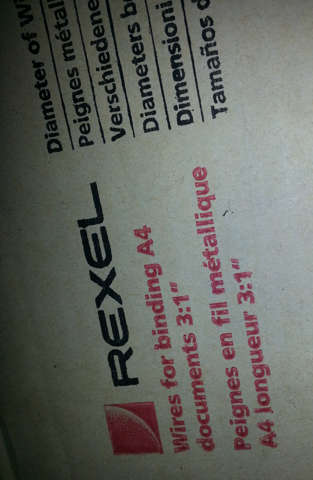 Diameter of W
Peignes métal
Verschiedene
Diameters b
Dimensioni
Tamaños d
REXEL
Wires for binding A4
documents 3:1"
Peignes en fil métallique
A4 longueur 3:1"